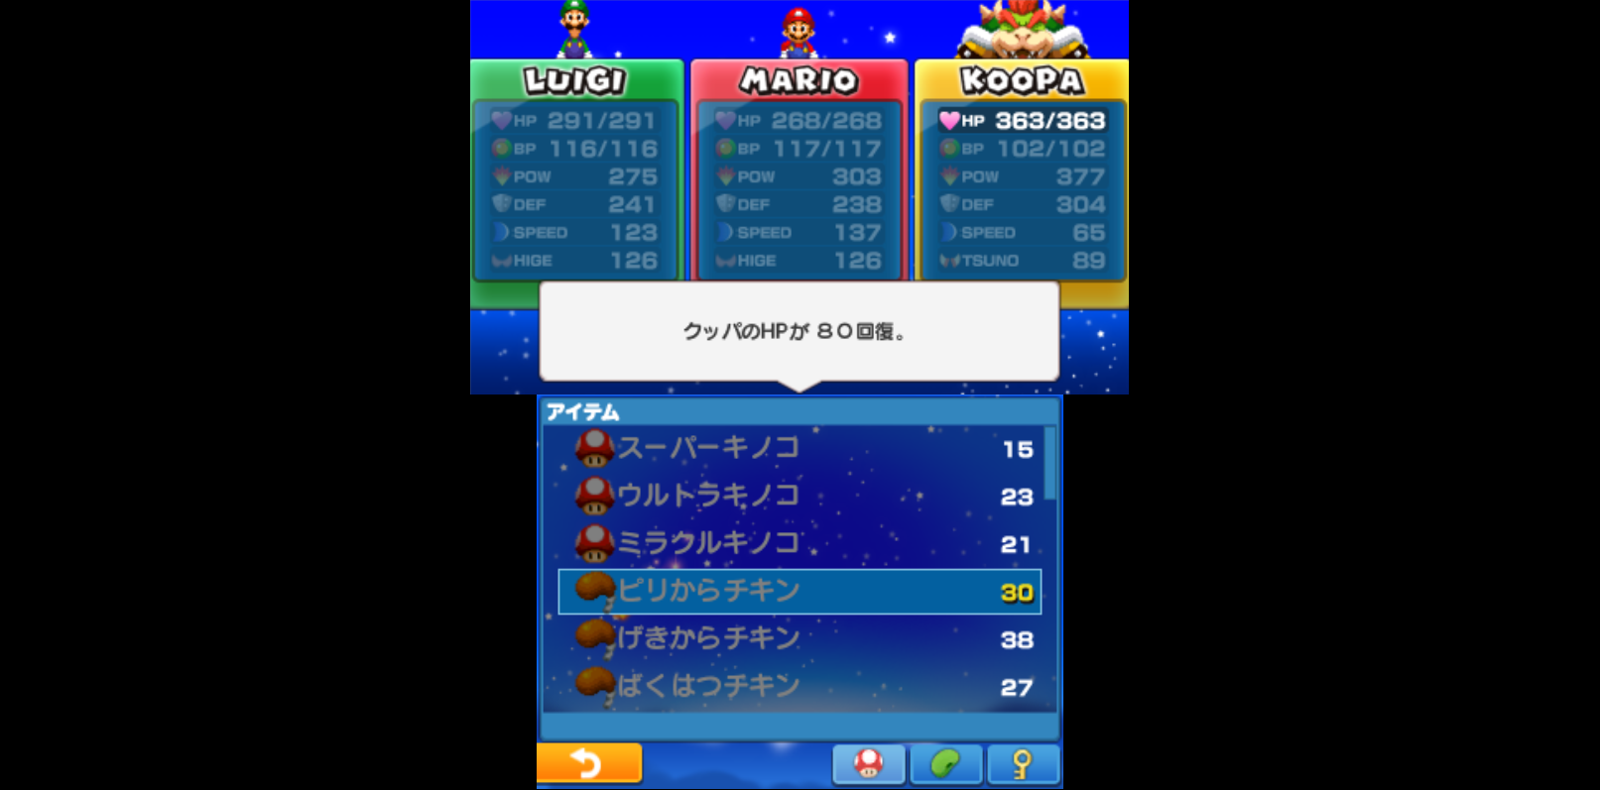 LUIGI
HP 291/291
BP 116/116
POW 275
DEF 241
SPEED 123
HIGE 126
MARIO
HP 268/268
BP 117/117
POW 303
DEF 238
SPEED 137
HIGE 126
KOOPA
HP 363/363
BP 102/102
POW 377
DEF 304
SPEED 65
TSUNO 89
クッパのHPが 80回復。
アイテム
スーパーキノコ 15
ウルトラキノコ 23
ミラクルキノコ 21
ピリからチキン 30
げきからチキン 38
ばくはつチキン 27